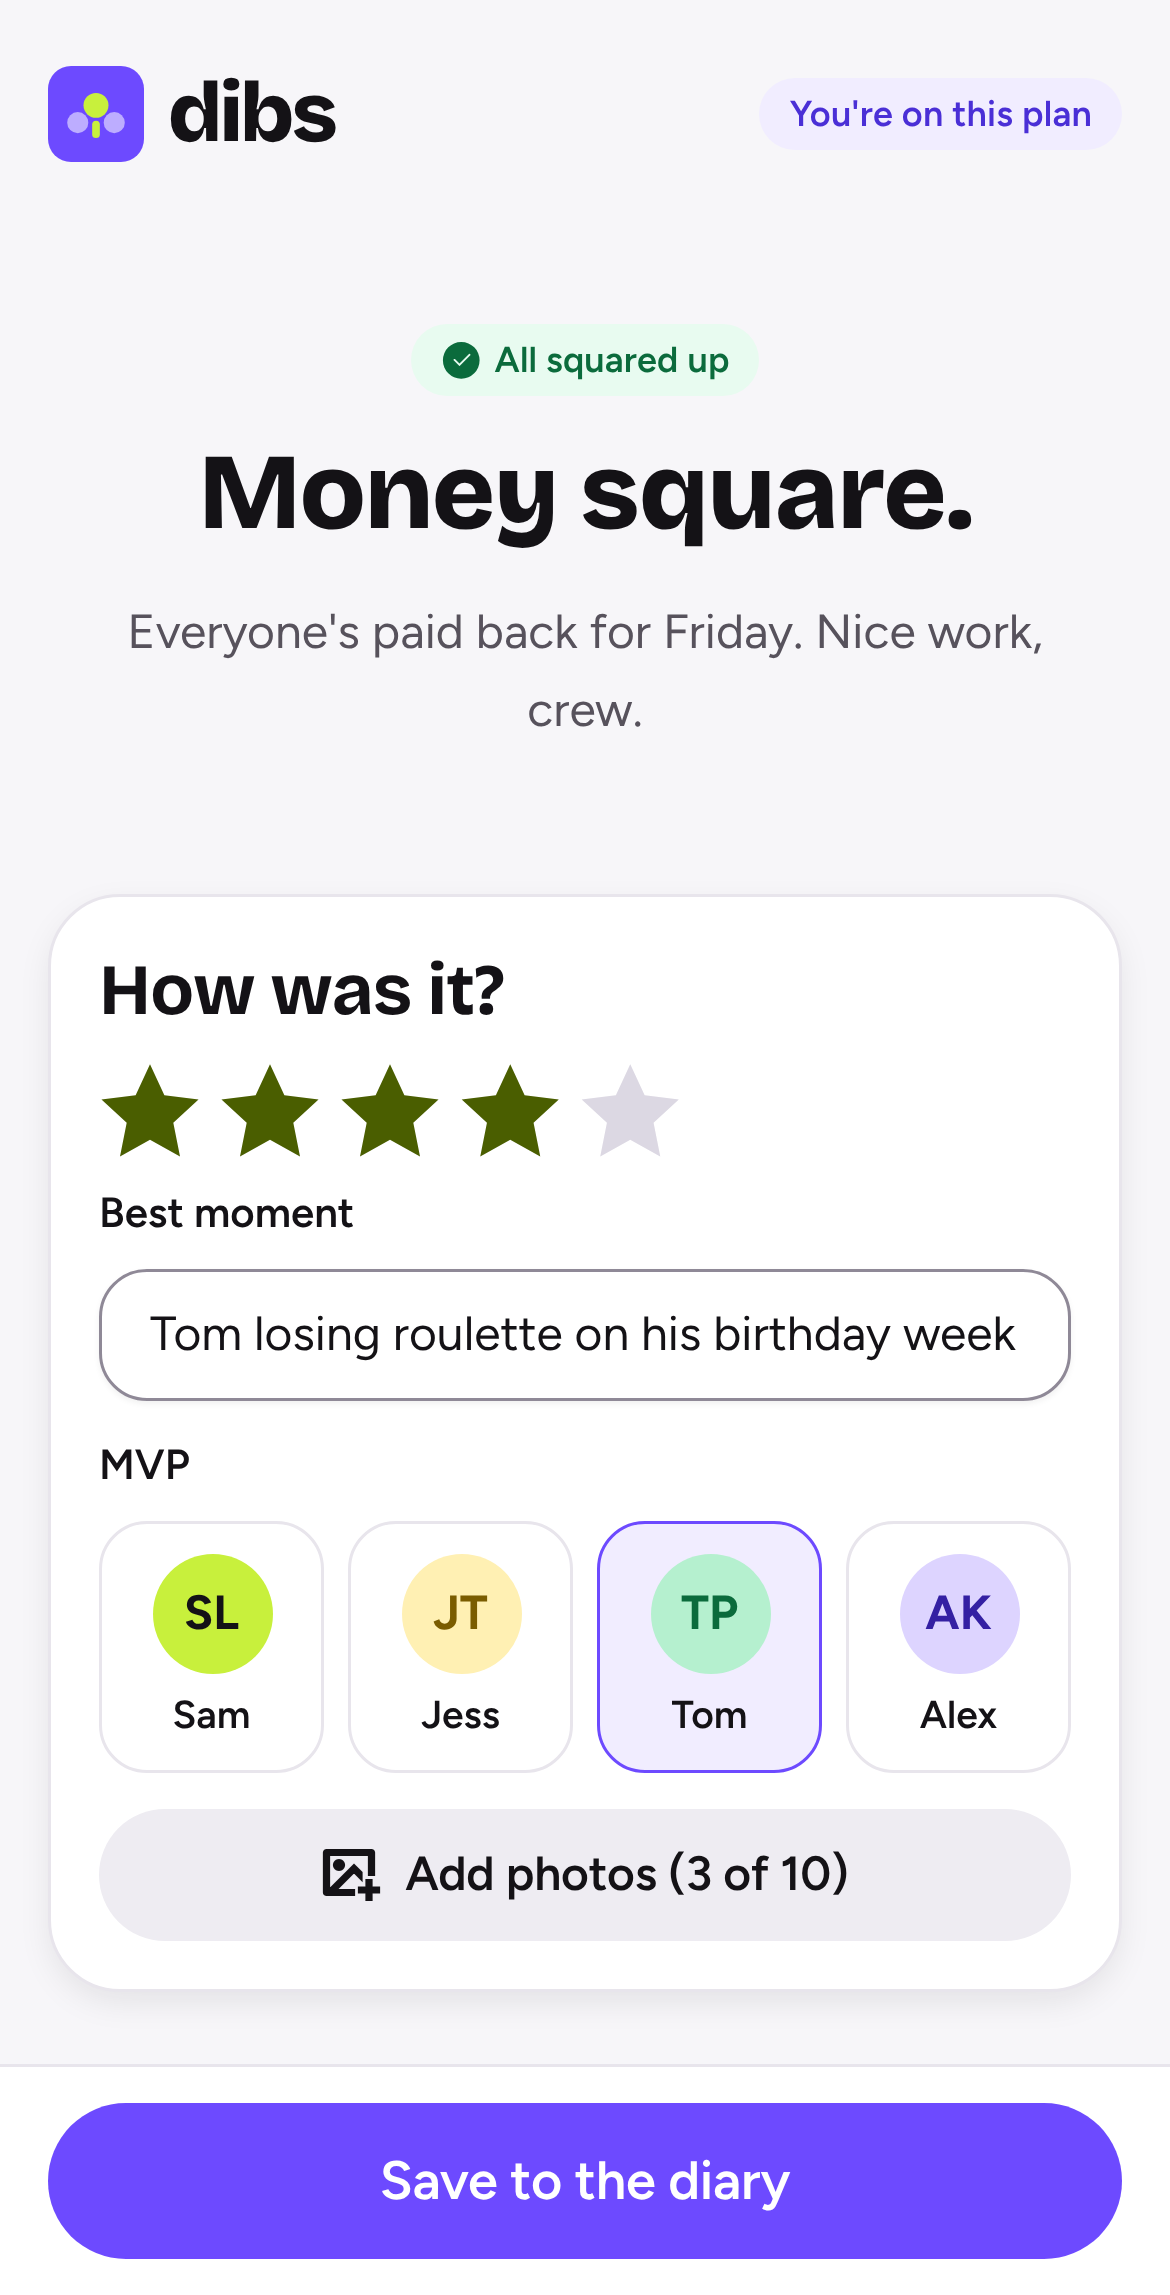 dibs
You're on this plan
All squared up
Money square.
Everyone's paid back for Friday. Nice work,
crew.
How was it?
Best moment
Tom losing roulette on his birthday week
MVP
SL
JT
TP
AK
Sam
Jess
Tom
Alex
Add photos (3 of 10)
Save to the diary